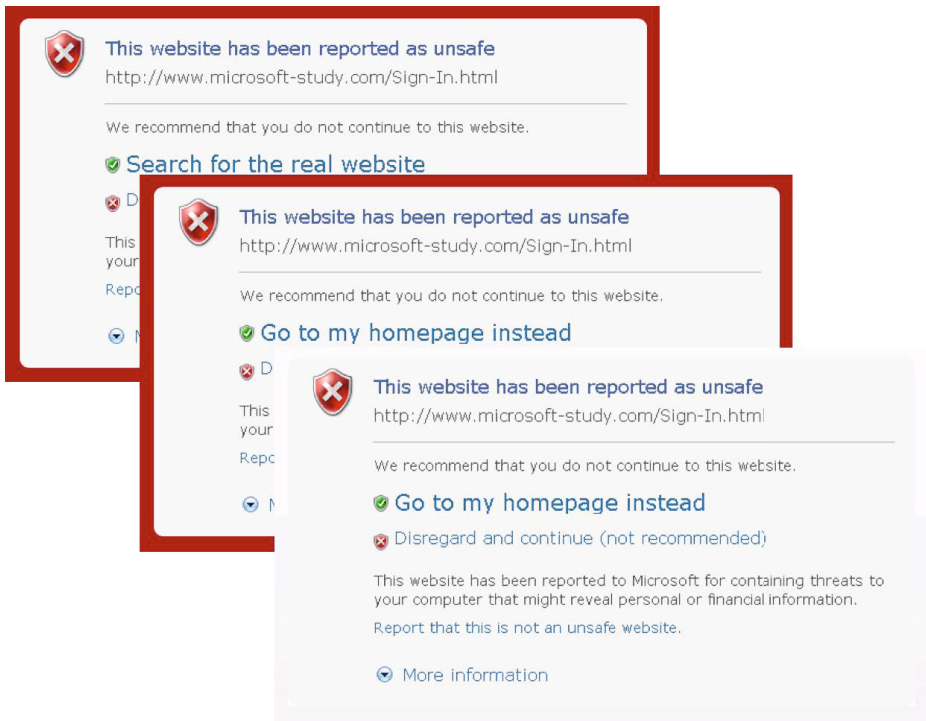 This website has been reported as unsafe
http://www.microsoft-study.com/Sign-In.html
We recommend that you do not continue to this website.
Search for the real website
D
This
your
Repo
This website has been reported as unsafe
http://www.microsoft-study.com/Sign-In.html
We recommend that you do not continue to this website.
Go to my homepage instead
D
This
your
Repo
This website has been reported as unsafe
http://www.microsoft-study.com/Sign-In.html
We recommend that you do not continue to this website.
Go to my homepage instead
Disregard and continue (not recommended)
This website has been reported to Microsoft for containing threats to
your computer that might reveal personal or financial information.
Report that this is not an unsafe website.
More information